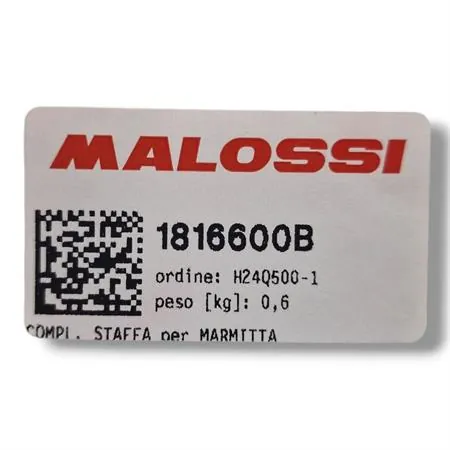 MALOSSI
1816600B
ordine: H24Q500-1
peso [kg]: 0,6
COMPL. STAFFA per MARMITTA